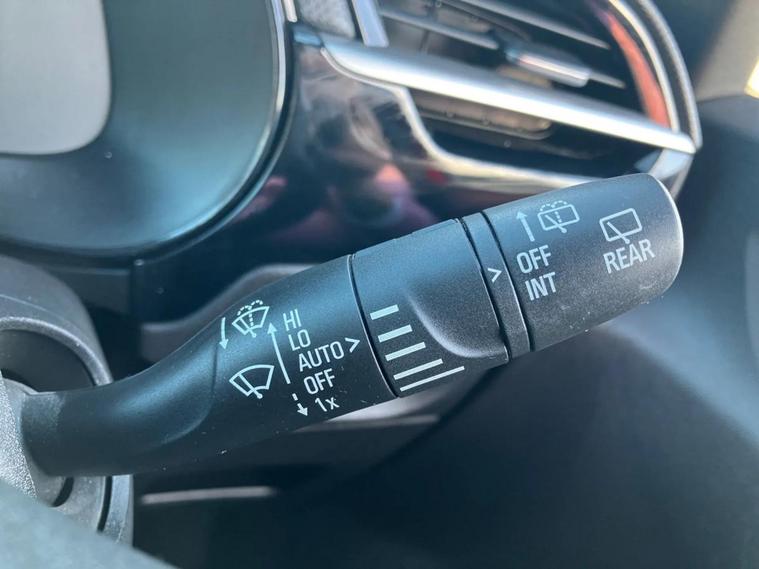 HI
LO
AUTO >
OFF
1x
>
OFF
INT
REAR